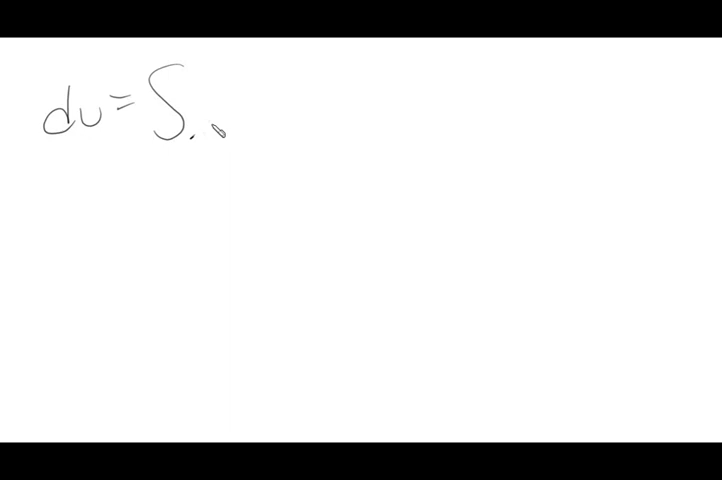 du = ∫.